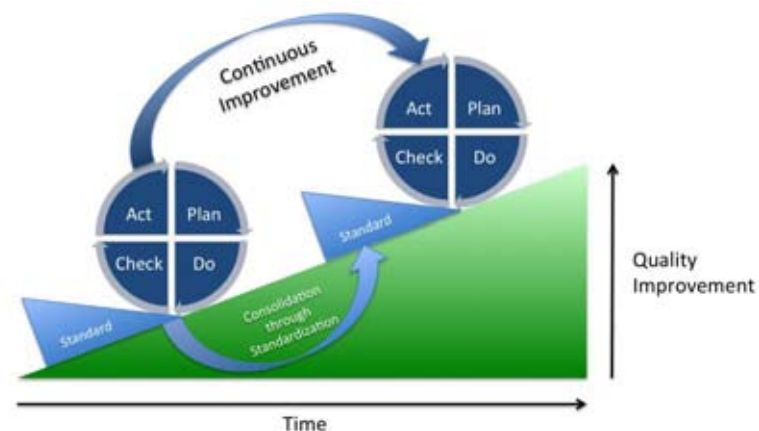 Continuous
Improvement
Act
Plan
Check
Do
Act
Plan
Check
Do
Standard
Standard
Consolidation
through
Standardization
Quality
Improvement
Time